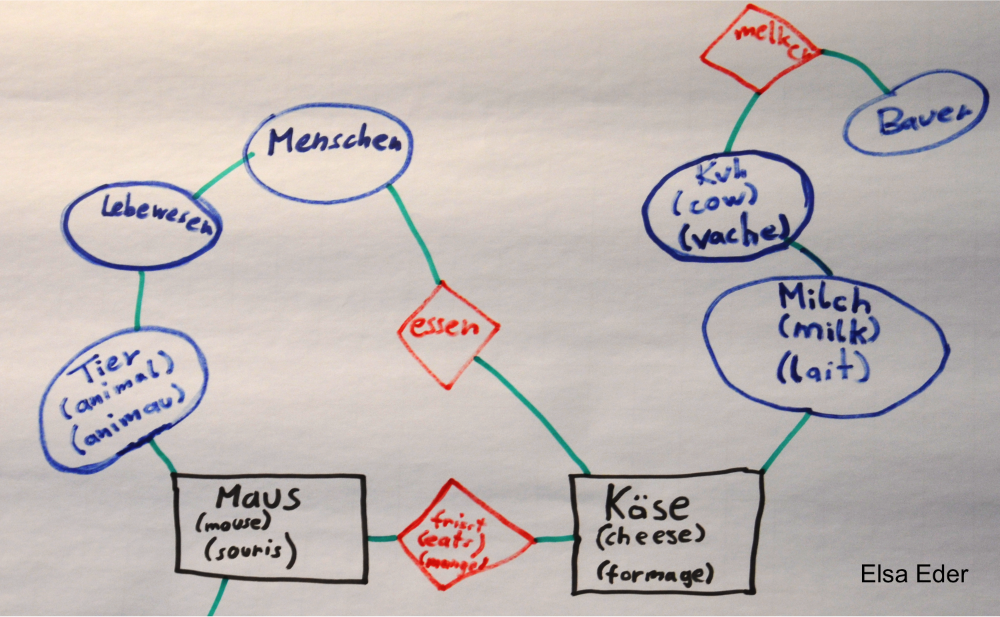 melken
Bauer
Menschen
Kuh
(cow)
(vache)
Lebewesen
Milch
(milk)
(lait)
essen
Tier
(animal)
(animau)
Maus
(mouse)
(souris)
frisst
(eats)
(mange)
Käse
(cheese)
(formage)
Elsa Eder